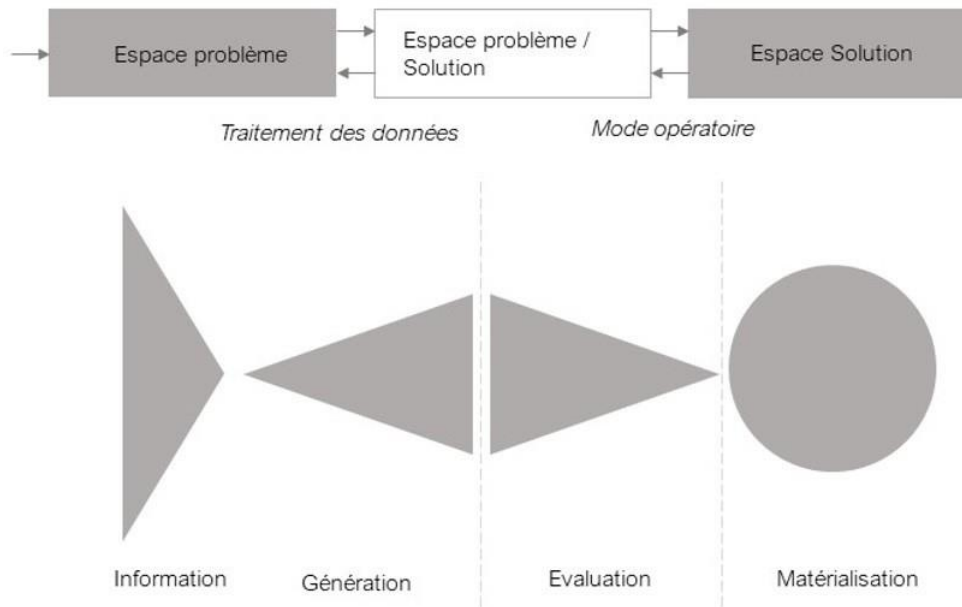 Espace problème
Espace problème /
Solution
Espace Solution
Traitement des données
Mode opératoire
Information
Génération
Evaluation
Matérialisation